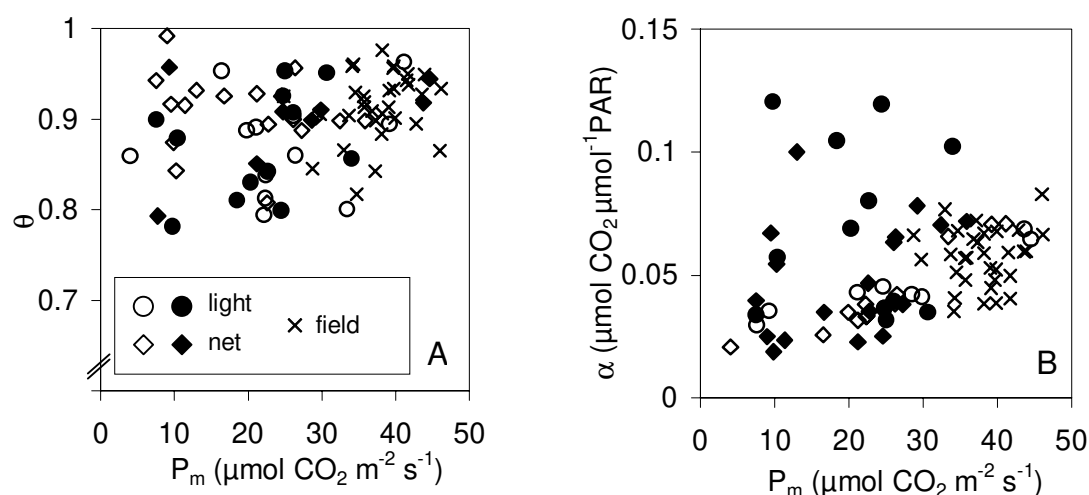 1
0.9
0.8
0.7
θ
light
net
field
A
0 10 20 30 40 50
Pₘ (µmol CO₂ m⁻² s⁻¹)
0.15
0.1
0.05
0
α (µmol CO₂ µmol⁻¹PAR)
B
0 10 20 30 40 50
Pₘ (µmol CO₂ m⁻² s⁻¹)